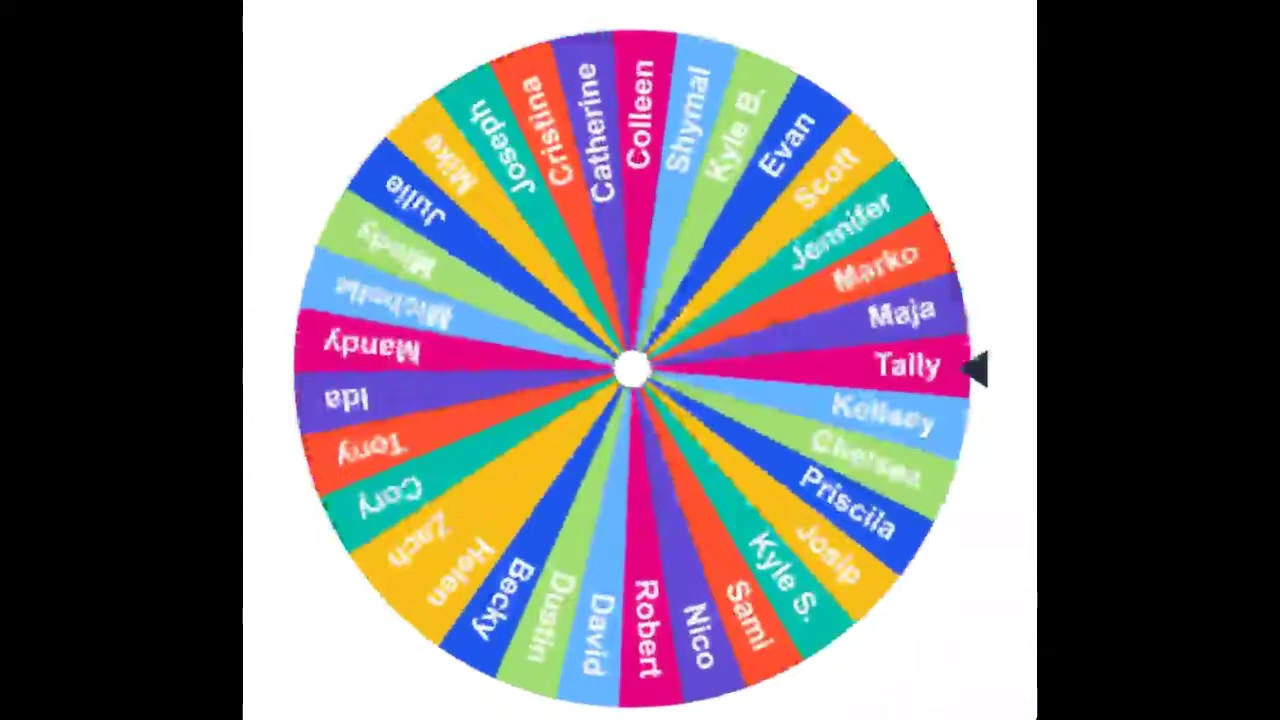 Colleen
Shymal
Kyle B.
Evan
Scott
Jennifer
Marko
Maja
Tally
Kellsey
Chelsea
Priscila
Josip
Kyle S.
Sami
Nico
Robert
David
Dustin
Becky
Helen
Zach
Cory
Tony
Ida
Mandy
Michelle
Mindy
Julie
Mike
Joseph
Cristina
Catherine